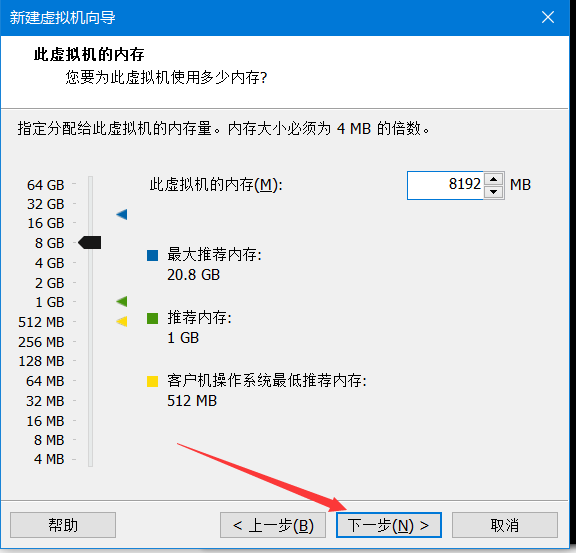 新建虚拟机向导
此虚拟机的内存
您要为此虚拟机使用多少内存?
指定分配给此虚拟机的内存量。内存大小必须为 4 MB 的倍数。
64 GB
32 GB
16 GB
8 GB
4 GB
2 GB
1 GB
512 MB
256 MB
128 MB
64 MB
32 MB
16 MB
8 MB
4 MB
此虚拟机的内存(M):
8192 MB
最大推荐内存:
20.8 GB
推荐内存:
1 GB
客户机操作系统最低推荐内存:
512 MB
帮助
< 上一步(B)
下一步(N) >
取消